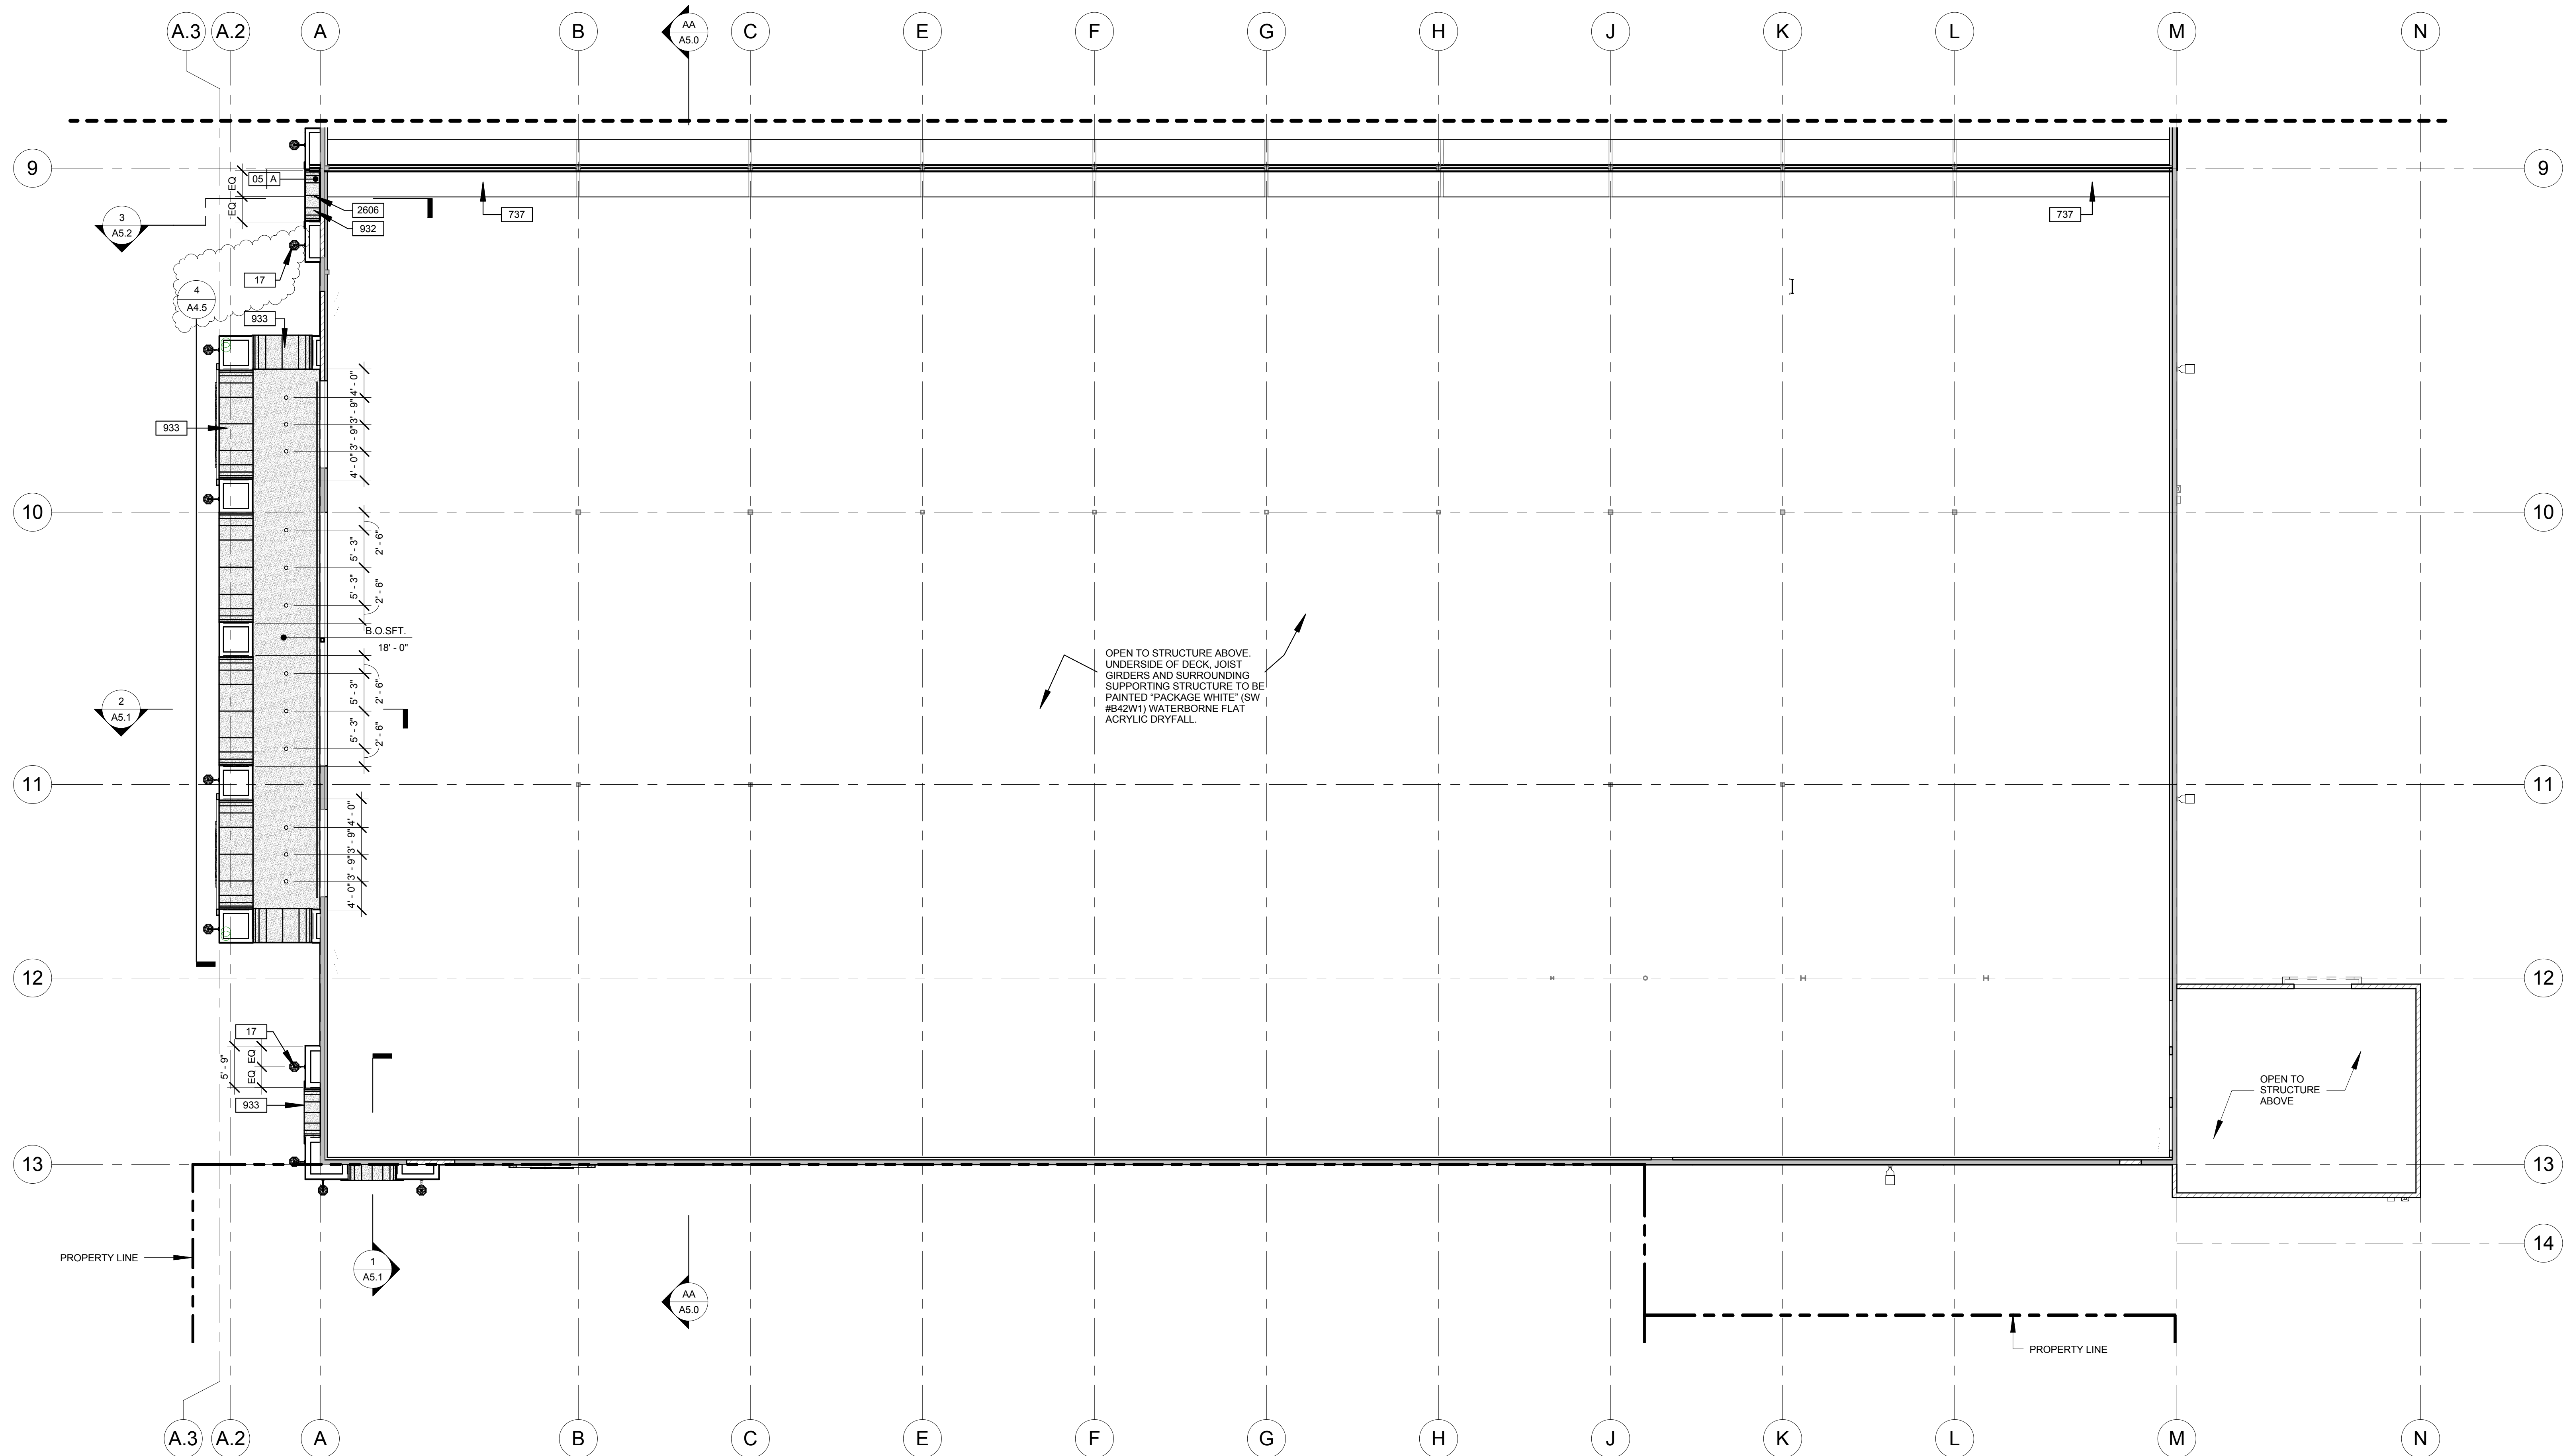 A.3 A.2 A B C E F G H J K L M N
AA
A5.0
9 9
EQ
EQ
05 A
2606
932
737
737
3
A5.2
17
4
A4.5
933
933
4' - 0"
3' - 9"
3' - 9"
4' - 0"
10 10
5' - 3"
2' - 6"
5' - 3"
2' - 6"
B.O.SFT.
18' - 0"
OPEN TO STRUCTURE ABOVE.
UNDERSIDE OF DECK, JOIST
GIRDERS AND SURROUNDING
SUPPORTING STRUCTURE TO BE
PAINTED “PACKAGE WHITE” (SW
#B42W1) WATERBORNE FLAT
ACRYLIC DRYFALL.
2
A5.1
5' - 3"
2' - 6"
5' - 3"
2' - 6"
11 11
4' - 0"
3' - 9"
3' - 9"
4' - 0"
12 12
17
5' - 9"
EQ
EQ
933
OPEN TO
STRUCTURE
ABOVE
13 13
14
PROPERTY LINE
1
A5.1
AA
A5.0
PROPERTY LINE
A.3 A.2 A B C E F G H J K L M N